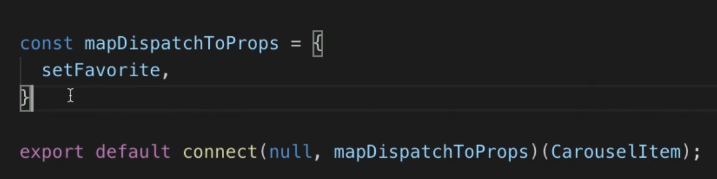 const mapDispatchToProps = {
  setFavorite,
}
export default connect(null, mapDispatchToProps)(CarouselItem);